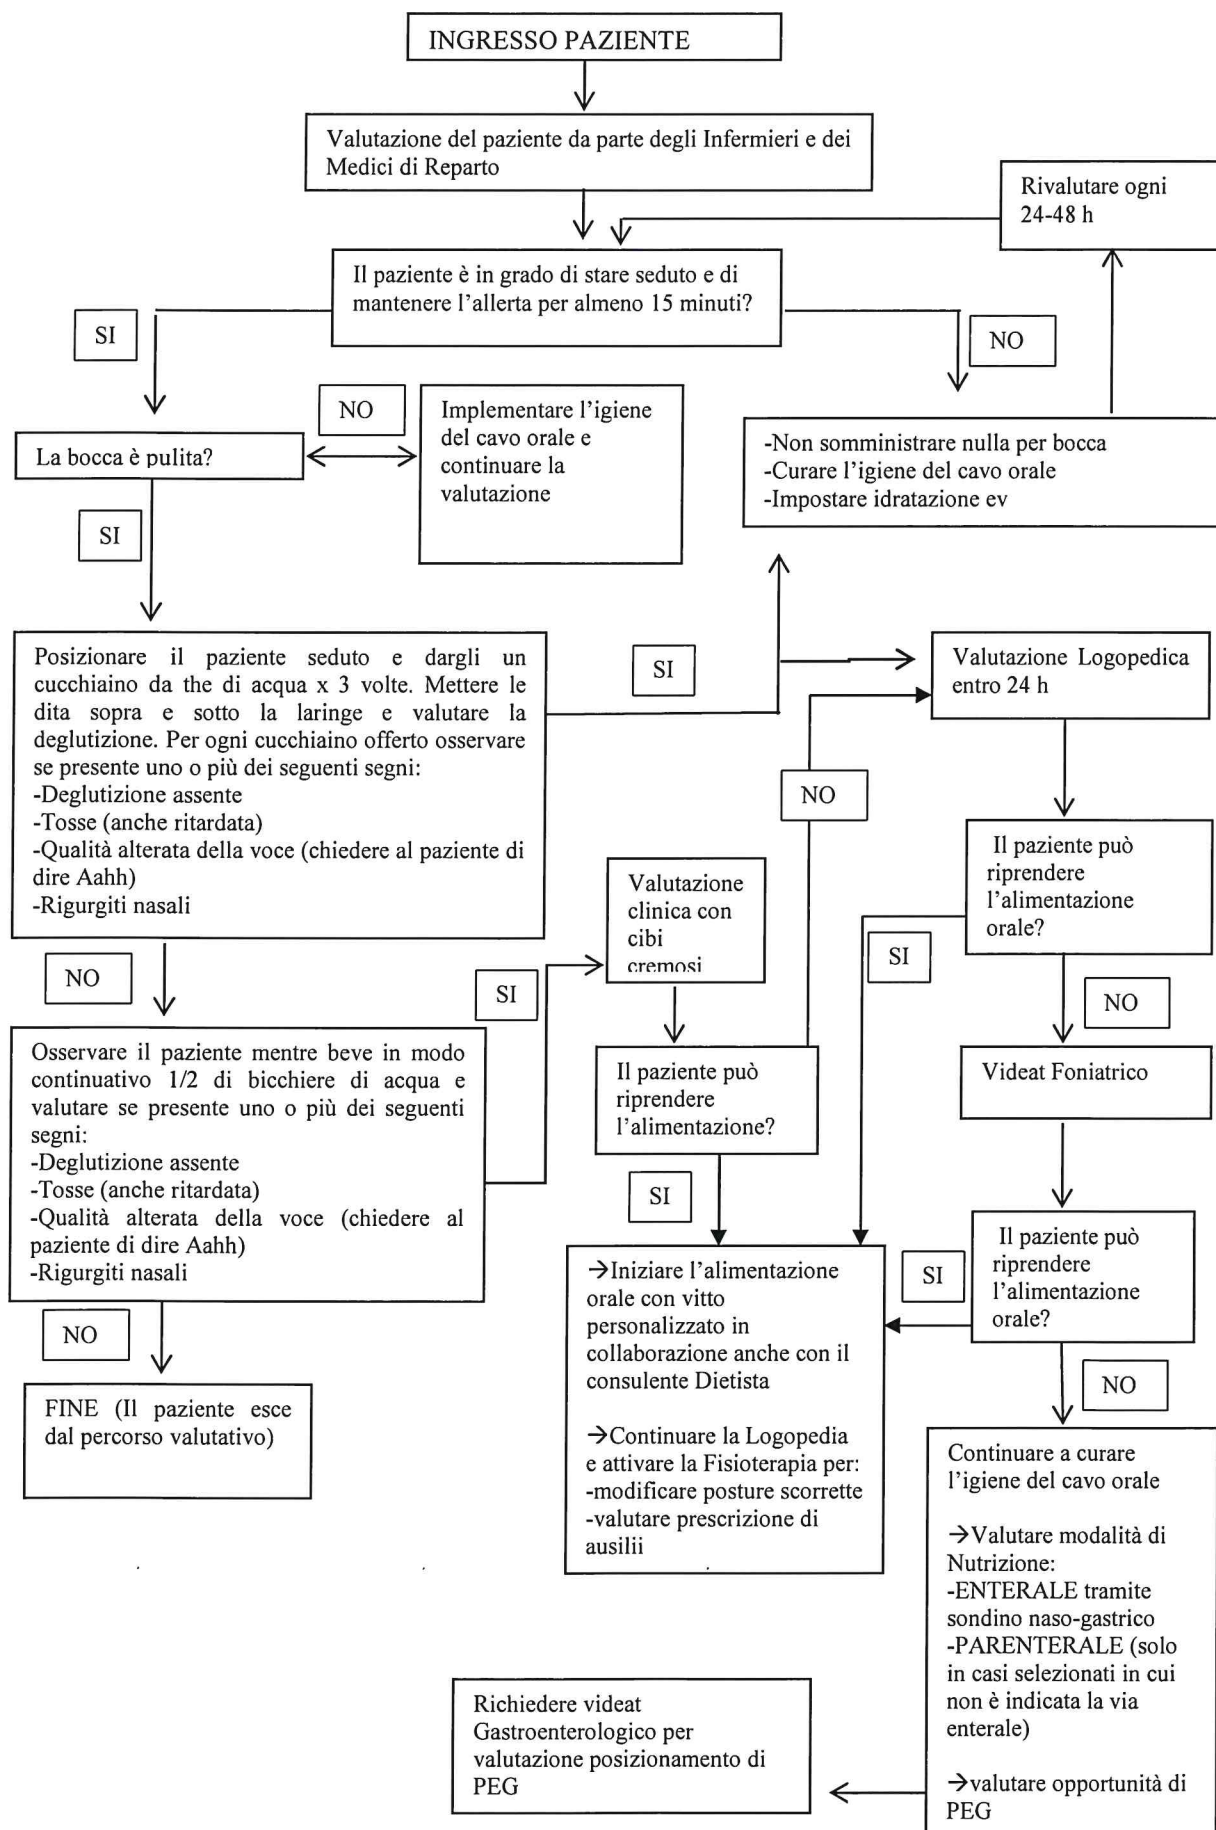 INGRESSO PAZIENTE
Valutazione del paziente da parte degli Infermieri e dei
Medici di Reparto
Rivalutare ogni
24-48 h
Il paziente è in grado di stare seduto e di
mantenere l'allerta per almeno 15 minuti?
SI
NO
La bocca è pulita?
NO
Implementare l'igiene
del cavo orale e
continuare la
valutazione
-Non somministrare nulla per bocca
-Curare l'igiene del cavo orale
-Impostare idratazione ev
SI
Posizionare il paziente seduto e dargli un
cucchiaino da the di acqua x 3 volte. Mettere le
dita sopra e sotto la laringe e valutare la
deglutizione. Per ogni cucchiaino offerto osservare
se presente uno o più dei seguenti segni:
-Deglutizione assente
-Tosse (anche ritardata)
-Qualità alterata della voce (chiedere al paziente di
dire Aahh)
-Rigurgiti nasali
SI
Valutazione Logopedica
entro 24 h
NO
Valutazione
clinica con
cibi
cremosi
Il paziente può
riprendere
l'alimentazione
orale?
SI
NO
NO
SI
Osservare il paziente mentre beve in modo
continuativo 1/2 di bicchiere di acqua e
valutare se presente uno o più dei seguenti
segni:
-Deglutizione assente
-Tosse (anche ritardata)
-Qualità alterata della voce (chiedere al
paziente di dire Aahh)
-Rigurgiti nasali
Il paziente può
riprendere
l'alimentazione?
Videat Foniatrico
SI
Il paziente può
riprendere
l'alimentazione
orale?
SI
NO
NO
FINE (Il paziente esce
dal percorso valutativo)
→Iniziare l'alimentazione
orale con vitto
personalizzato in
collaborazione anche con il
consulente Dietista
→Continuare la Logopedia
e attivare la Fisioterapia per:
-modificare posture scorrette
-valutare prescrizione di
ausilii
Continuare a curare
l'igiene del cavo orale
→Valutare modalità di
Nutrizione:
-ENTERALE tramite
sondino naso-gastrico
-PARENTERALE (solo
in casi selezionati in cui
non è indicata la via
enterale)
→valutare opportunità di
PEG
Richiedere videat
Gastroenterologico per
valutazione posizionamento di
PEG